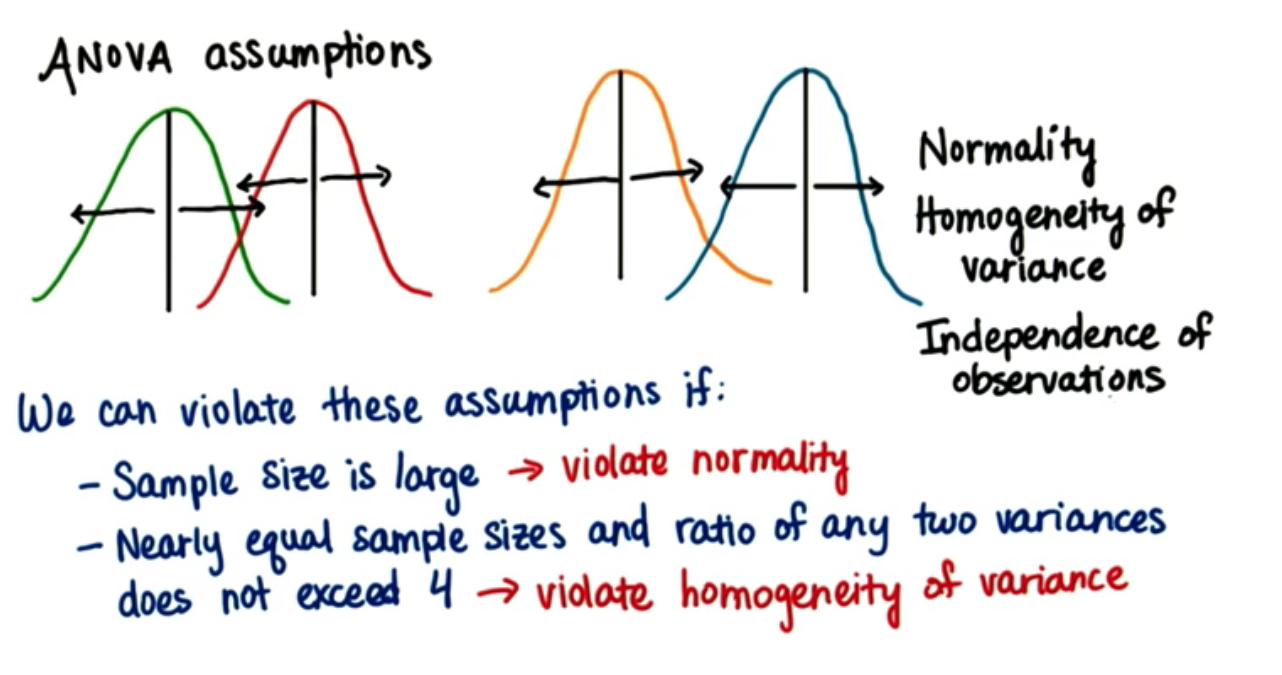 ANOVA assumptions
Normality
Homogeneity of
variance
Independence of
observations
We can violate these assumptions if:
- Sample size is large → violate normality
- Nearly equal sample sizes and ratio of any two variances
does not exceed 4 → violate homogeneity of variance